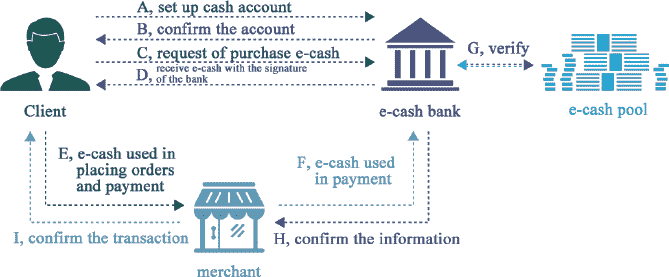 A, set up cash account
B, confirm the account
C, request of purchase e-cash
D, receive e-cash with the signature
of the bank
G, verify
Client
e-cash bank
e-cash pool
E, e-cash used in
placing orders
and payment
F, e-cash used
in payment
I, confirm the transaction
H, confirm the information
merchant